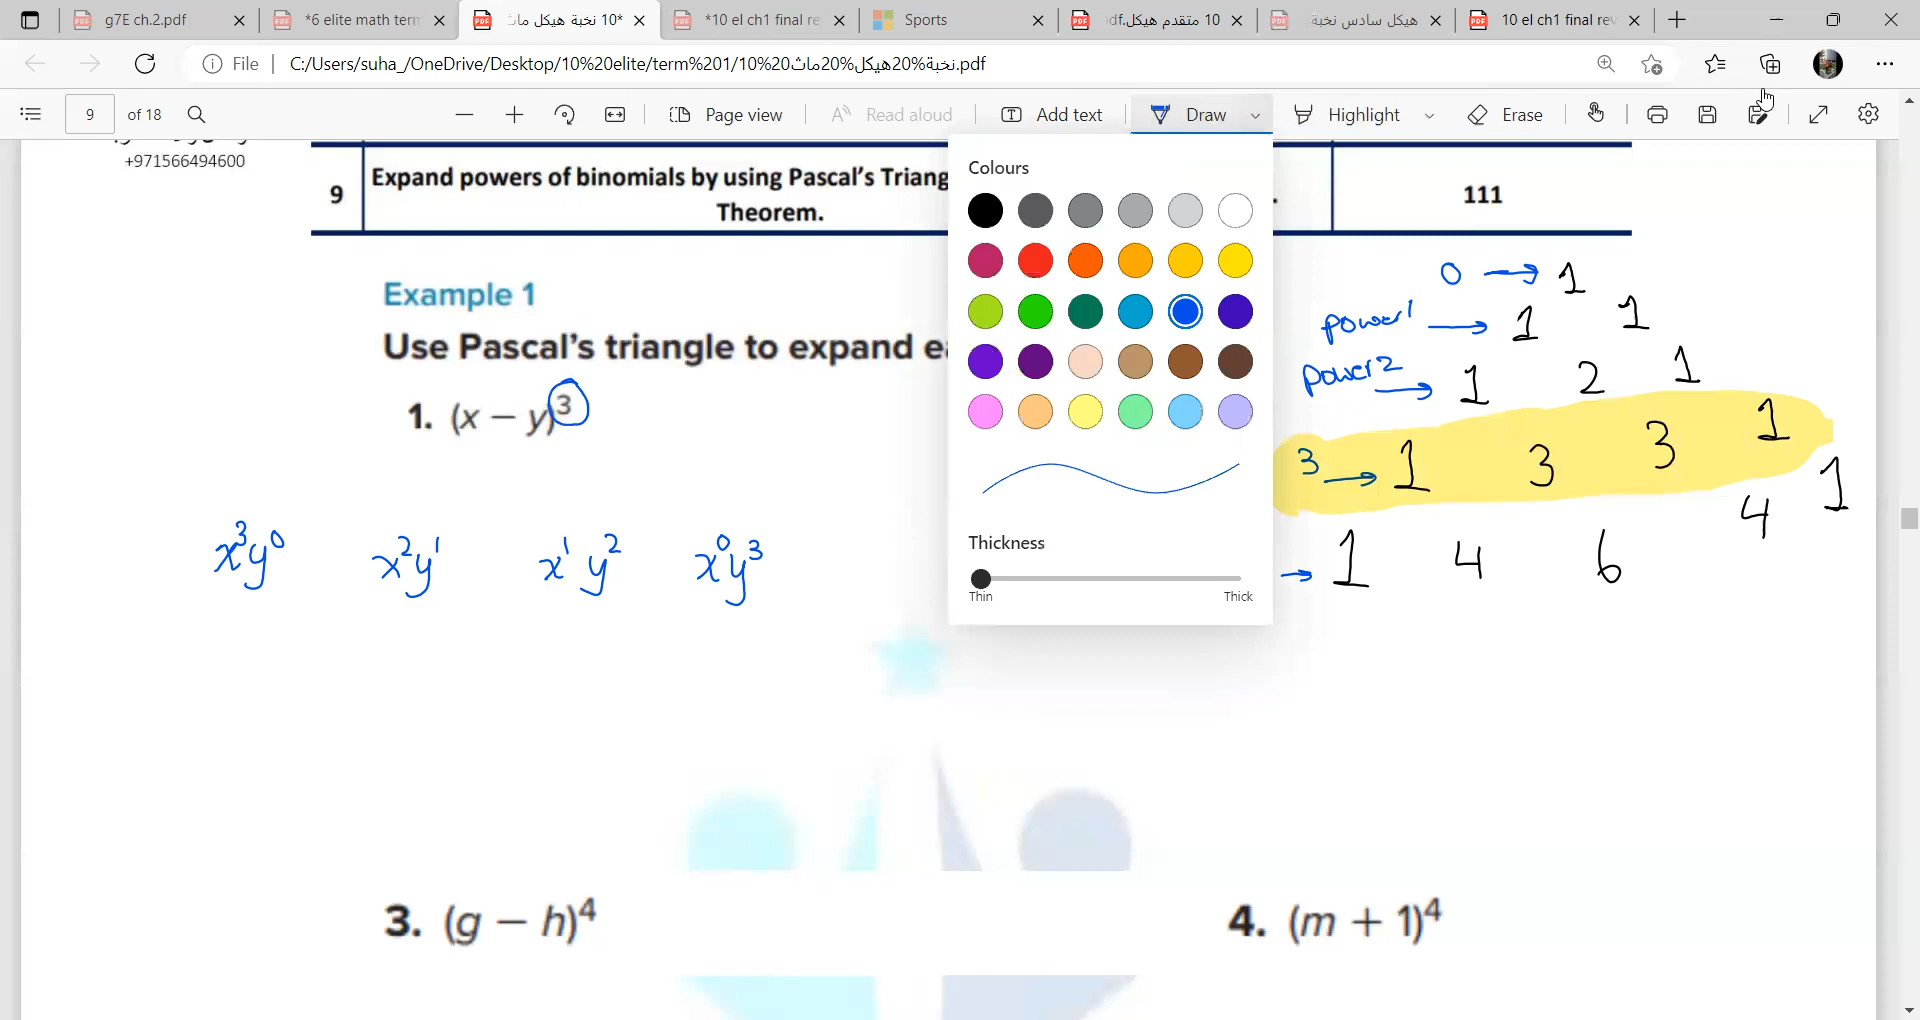 g7E ch.2.pdf
*6 elite math term
*10 نخبة هيكل ماث
*10 el ch1 final re
Sports
10 متقدم هيكل.pdf
هيكل سادس نخبة
10 el ch1 final rev
File
C:/Users/suha_/OneDrive/Desktop/10%20elite/term%201/10%20نخبة%20هيكل%20ماث.pdf
9 of 18
Page view
Read aloud
Add text
Draw
Highlight
Erase
+971566494600
9
Expand powers of binomials by using Pascal's Triang
Theorem.
111
Colours
Thickness
Thin
Thick
Example 1
Use Pascal's triangle to expand ea
1. (x − y)³
x³y⁰ x²y¹ x¹y² x⁰y³
0 → 1
power1 → 1 1
power2 → 1 2 1
3 → 1 3 3 1
→ 1 4 6 4 1
3. (g − h)⁴
4. (m + 1)⁴